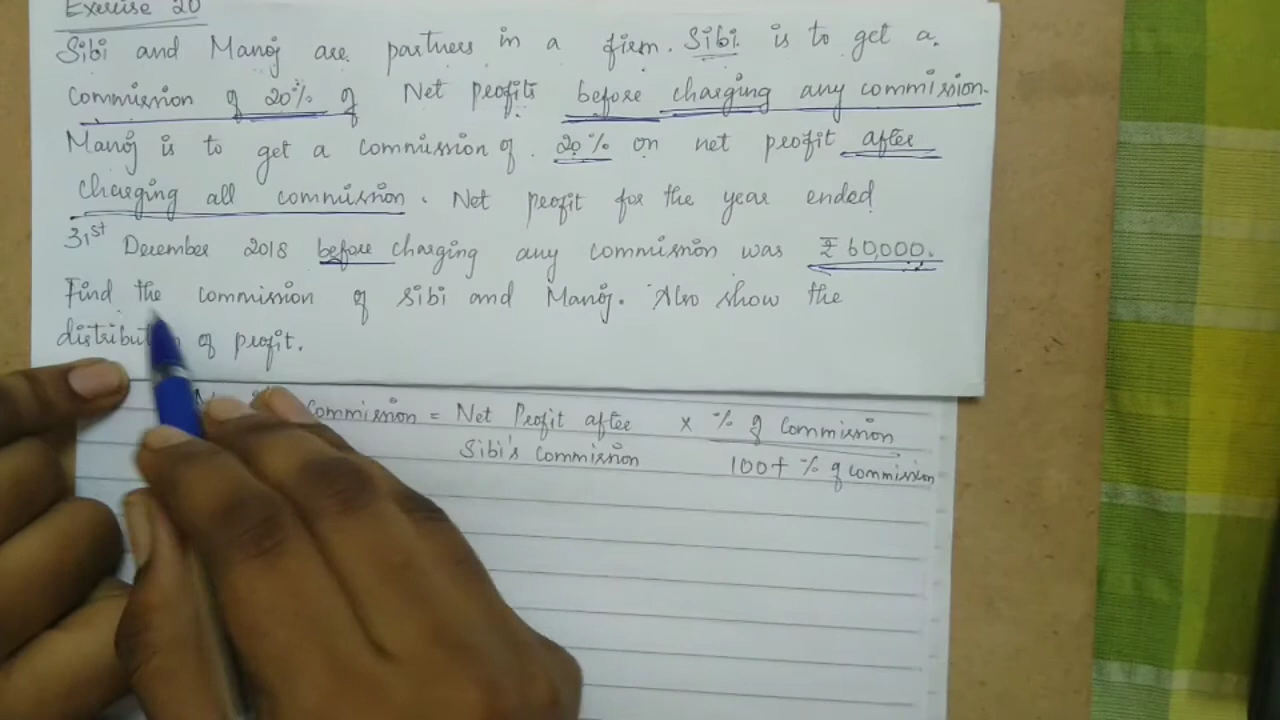 Exercise 20
Sibi and Manoj are partners in a firm. Sibi is to get a
commission of 20% of Net profits before charging any commission.
Manoj is to get a commission of 20% on net profit after
charging all commission. Net profit for the year ended
31st December 2018 before charging any commission was ₹ 60,000.
Find the commission of Sibi and Manoj. Also show the
of profit.
Commission = Net Profit after × % of Commission
Sibi's Commission 100+ % of commission